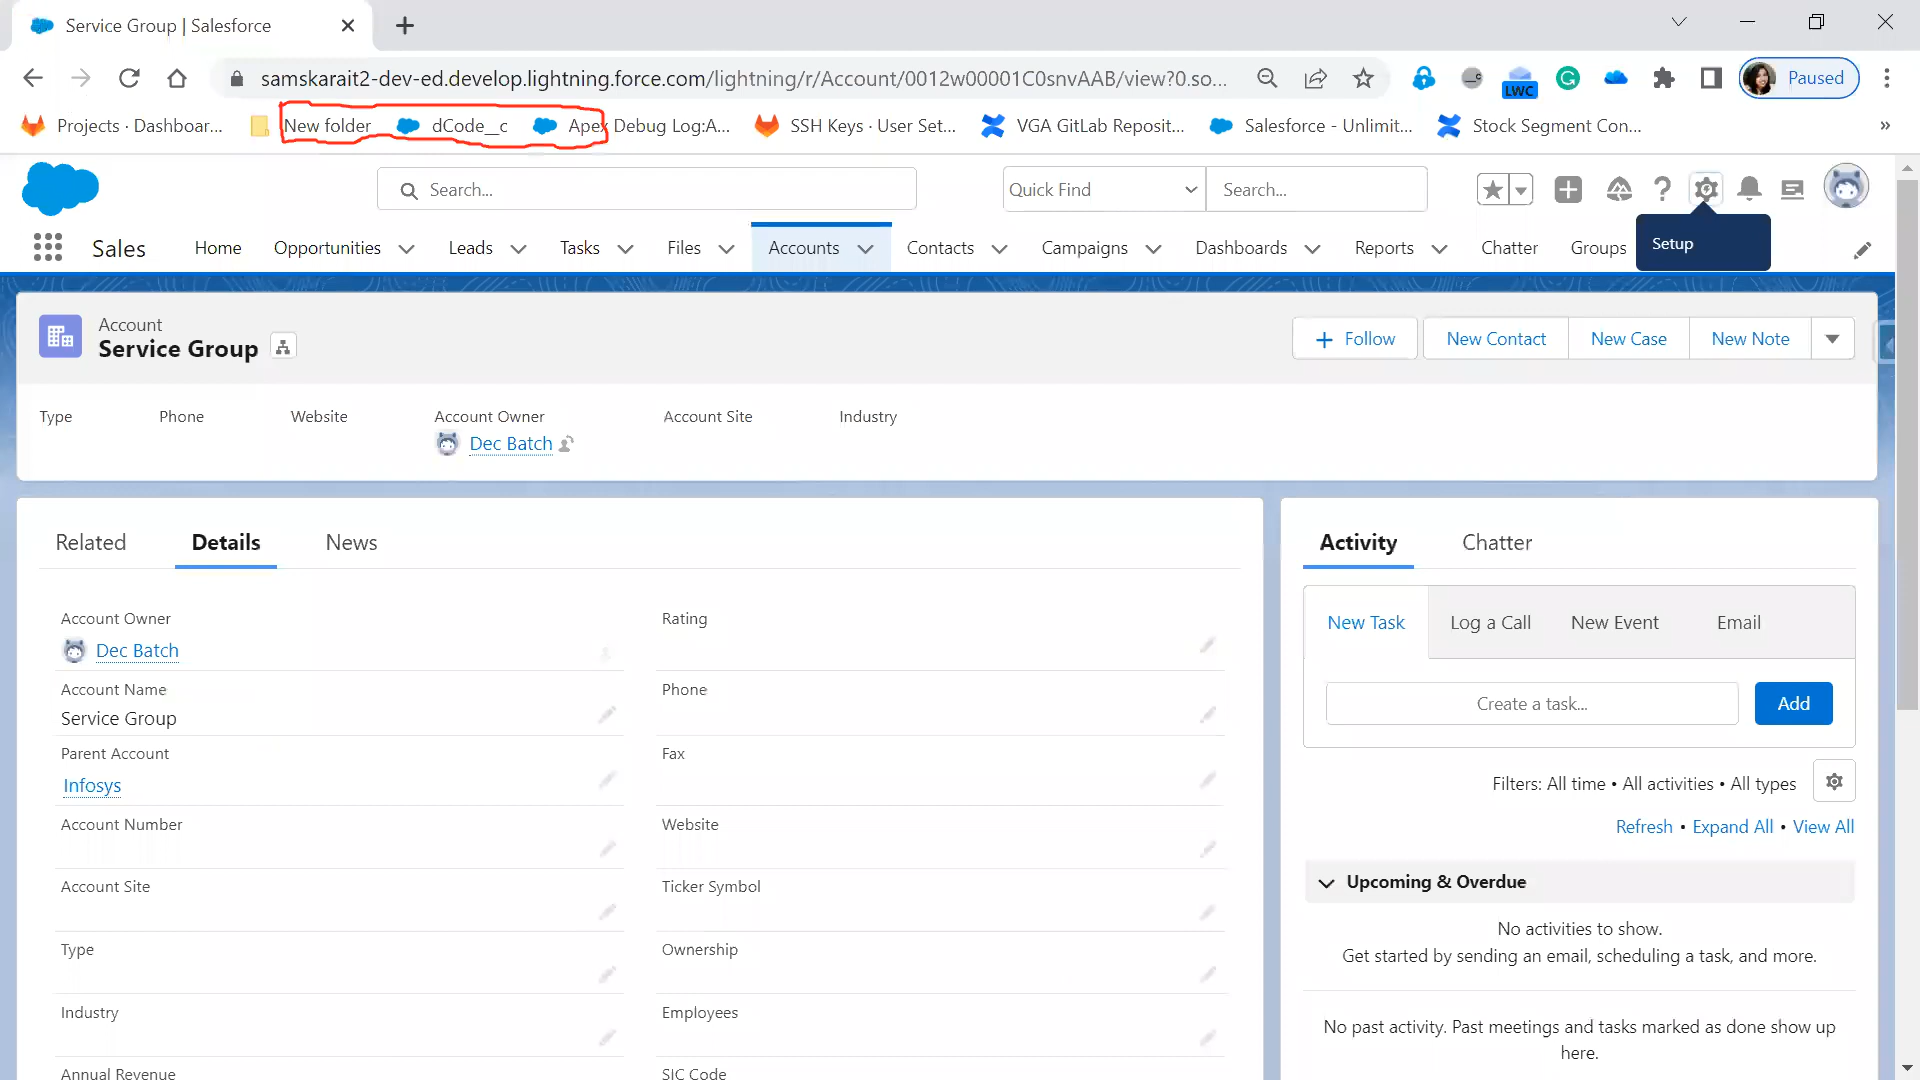 Service Group | Salesforce
samskarait2-dev-ed.develop.lightning.force.com/lightning/r/Account/0012w00001C0snvAAB/view?0.so...
LWC
Paused
Projects · Dashboar...
New folder
dCode__c
Apex Debug Log:A...
SSH Keys · User Set...
VGA GitLab Reposit...
Salesforce - Unlimit...
Stock Segment Con...
»
Search...
Quick Find
Search...
Sales
Home
Opportunities
Leads
Tasks
Files
Accounts
Contacts
Campaigns
Dashboards
Reports
Chatter
Groups
Setup
Account
Service Group
Follow
New Contact
New Case
New Note
Type
Phone
Website
Account Owner
Account Site
Industry
Dec Batch
Related
Details
News
Account Owner
Dec Batch
Rating
Account Name
Service Group
Phone
Parent Account
Infosys
Fax
Account Number
Website
Account Site
Ticker Symbol
Type
Ownership
Industry
Employees
Annual Revenue
SIC Code
Activity
Chatter
New Task
Log a Call
New Event
Email
Create a task...
Add
Filters: All time • All activities • All types
Refresh • Expand All • View All
Upcoming & Overdue
No activities to show.
Get started by sending an email, scheduling a task, and more.
No past activity. Past meetings and tasks marked as done show up
here.